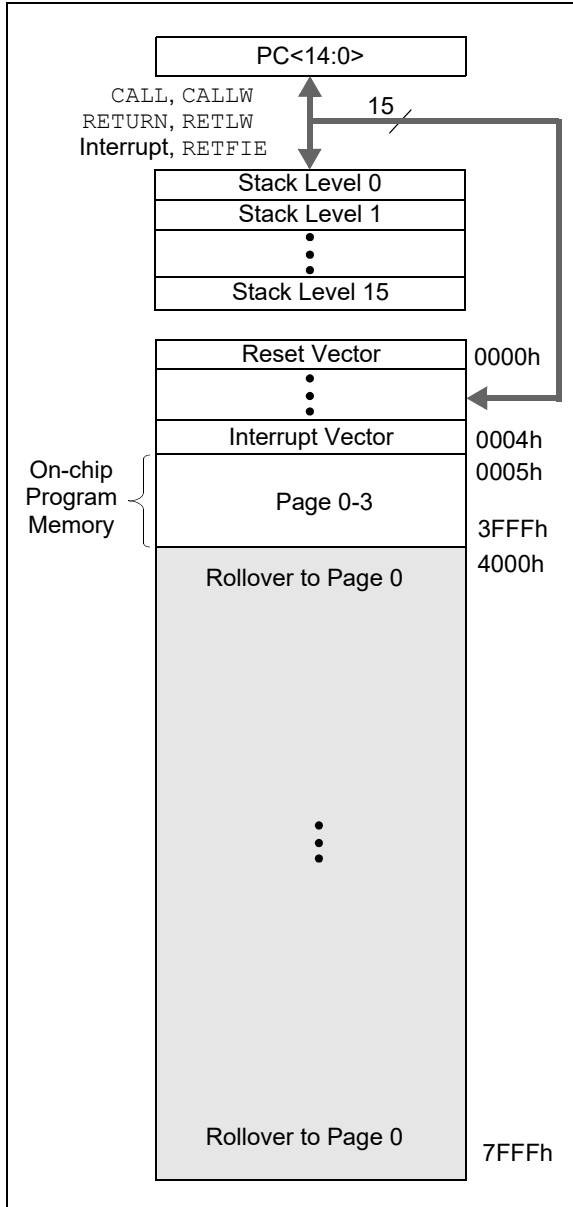 PC<14:0>
CALL, CALLW
RETURN, RETLW
Interrupt, RETFIE
15
Stack Level 0
Stack Level 1
Stack Level 15
Reset Vector
0000h
Interrupt Vector
0004h
On-chip
Program
Memory
0005h
Page 0-3
3FFFh
4000h
Rollover to Page 0
Rollover to Page 0
7FFFh